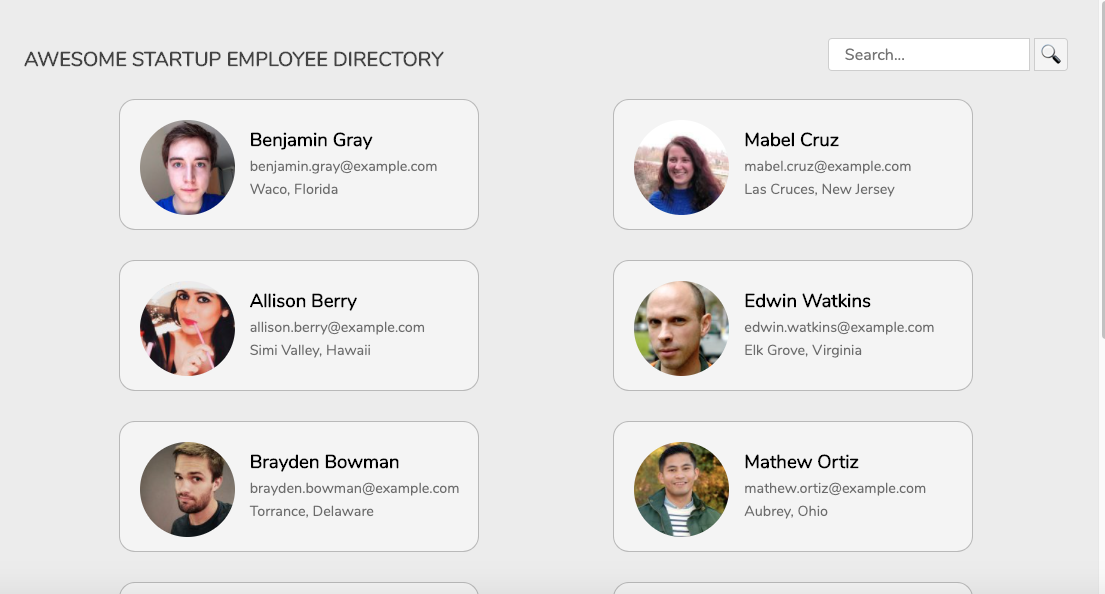 AWESOME STARTUP EMPLOYEE DIRECTORY
Search...
Benjamin Gray
benjamin.gray@example.com
Waco, Florida
Mabel Cruz
mabel.cruz@example.com
Las Cruces, New Jersey
Allison Berry
allison.berry@example.com
Simi Valley, Hawaii
Edwin Watkins
edwin.watkins@example.com
Elk Grove, Virginia
Brayden Bowman
brayden.bowman@example.com
Torrance, Delaware
Mathew Ortiz
mathew.ortiz@example.com
Aubrey, Ohio